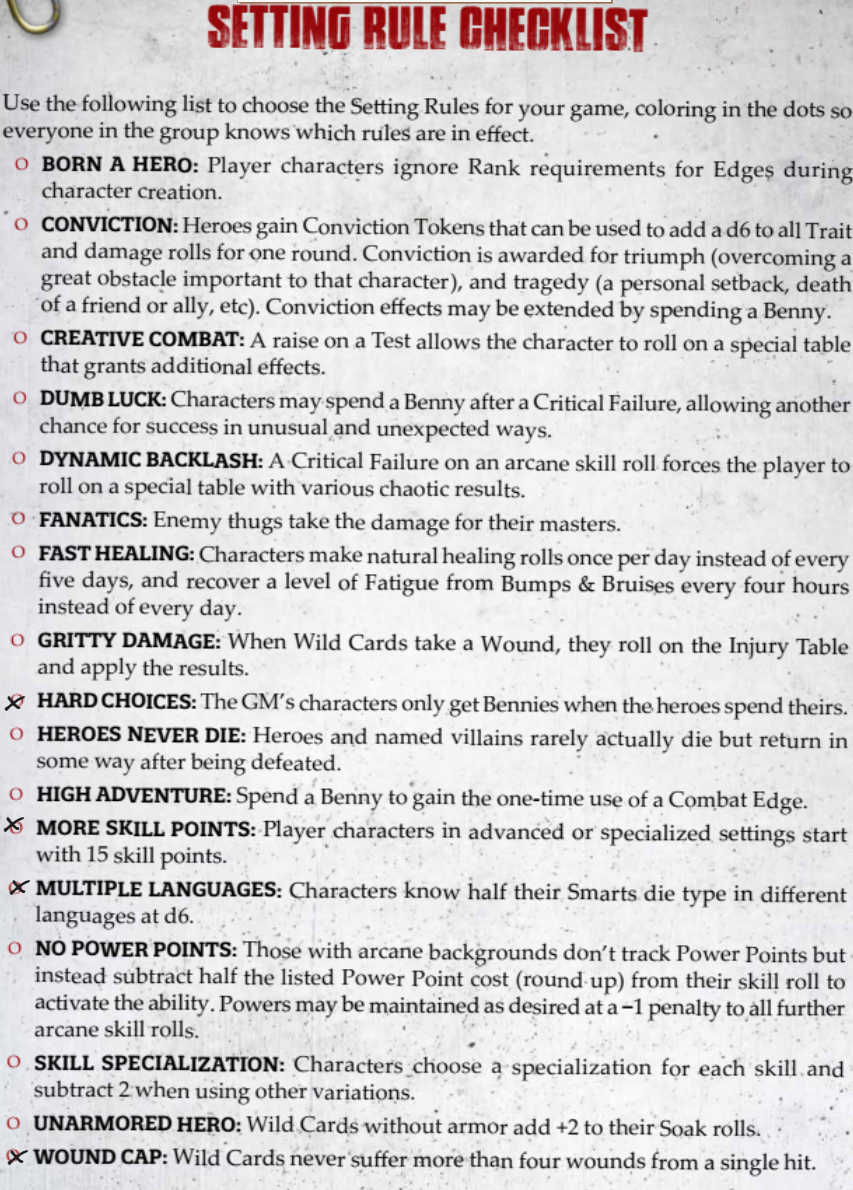 SETTING RULE CHECKLIST
Use the following list to choose the Setting Rules for your game, coloring in the dots so
everyone in the group knows which rules are in effect.
O BORN A HERO: Player characters ignore Rank requirements for Edges during
character creation.
O CONVICTION: Heroes gain Conviction Tokens that can be used to add a d6 to all Trait
and damage rolls for one round. Conviction is awarded for triumph (overcoming a
great obstacle important to that character), and tragedy (a personal setback, death
of a friend or ally, etc). Conviction effects may be extended by spending a Benny.
O CREATIVE COMBAT: A raise on a Test allows the character to roll on a special table
that grants additional effects.
O DUMB LUCK: Characters may spend a Benny after a Critical Failure, allowing another
chance for success in unusual and unexpected ways.
O DYNAMIC BACKLASH: A Critical Failure on an arcane skill roll forces the player to
roll on a special table with various chaotic results.
O FANATICS: Enemy thugs take the damage for their masters.
O FAST HEALING: Characters make natural healing rolls once per day instead of every
five days, and recover a level of Fatigue from Bumps & Bruises every four hours
instead of every day.
O GRITTY DAMAGE: When Wild Cards take a Wound, they roll on the Injury Table
and apply the results.
X HARD CHOICES: The GM's characters only get Bennies when the heroes spend theirs.
O HEROES NEVER DIE: Heroes and named villains rarely actually die but return in
some way after being defeated.
O HIGH ADVENTURE: Spend a Benny to gain the one-time use of a Combat Edge.
X MORE SKILL POINTS: Player characters in advanced or specialized settings start
with 15 skill points.
X MULTIPLE LANGUAGES: Characters know half their Smarts die type in different
languages at d6.
O NO POWER POINTS: Those with arcane backgrounds don't track Power Points but
instead subtract half the listed Power Point cost (round up) from their skill roll to
activate the ability. Powers may be maintained as desired at a –1 penalty to all further
arcane skill rolls.
O SKILL SPECIALIZATION: Characters choose a specialization for each skill and
subtract 2 when using other variations.
O UNARMORED HERO: Wild Cards without armor add +2 to their Soak rolls.
X WOUND CAP: Wild Cards never suffer more than four wounds from a single hit.